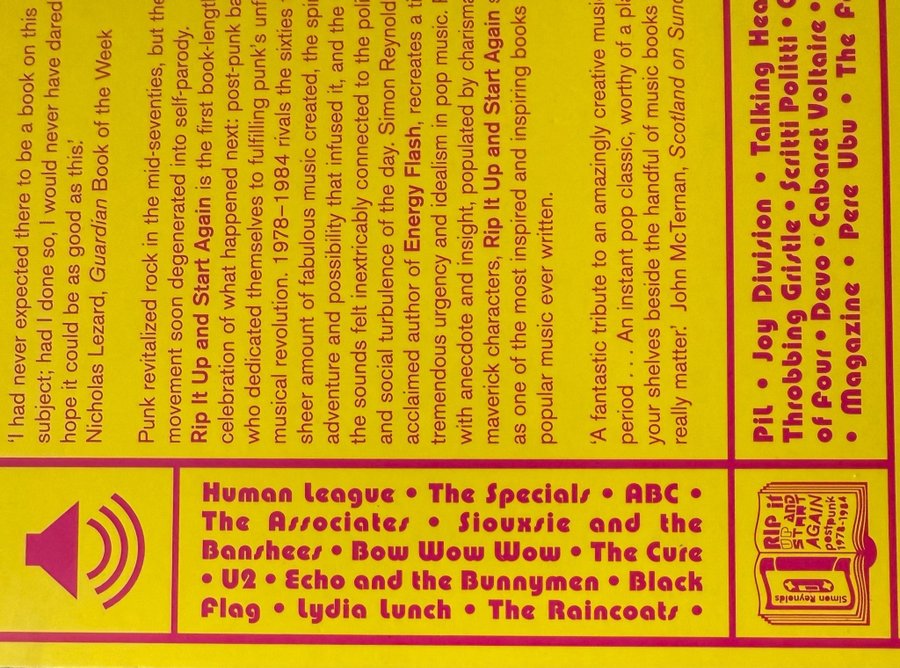 'I had never expected there to be a book on this
subject; had I done so, I would never have dared
hope it could be as good as this.'
Nicholas Lezard, Guardian Book of the Week
Punk revitalized rock in the mid-seventies, but the
movement soon degenerated into self-parody.
Rip It Up and Start Again is the first book-length
celebration of what happened next: post-punk
who dedicated themselves to fulfilling punk's
musical revolution. 1978–1984 rivals the sixties
sheer amount of fabulous music created, the
adventure and possibility that infused it, and the
the sounds felt inextricably connected to the
and social turbulence of the day. Simon Reynolds
acclaimed author of Energy Flash, recreates a
tremendous urgency and idealism in pop music.
with anecdote and insight, populated by
maverick characters, Rip It Up and Start Again
as one of the most inspired and inspiring books
popular music ever written.
'A fantastic tribute to an amazingly creative
period . . . An instant pop classic, worthy of a
your shelves beside the handful of music books
really matter.' John McTernan, Scotland on
PiL • Joy Division • Talking
Throbbing Gristle • Scritti Politti •
of Four • Devo • Cabaret Voltaire •
• Magazine • Pere Ubu • The
Human League • The Specials • ABC •
The Associates • Siouxsie and the
Banshees • Bow Wow Wow • The Cure
• U2 • Echo and the Bunnymen • Black
Flag • Lydia Lunch • The Raincoats •
RIP it
UP AND
START
AGAIN
postpunk
1978-1984
Simon Reynolds